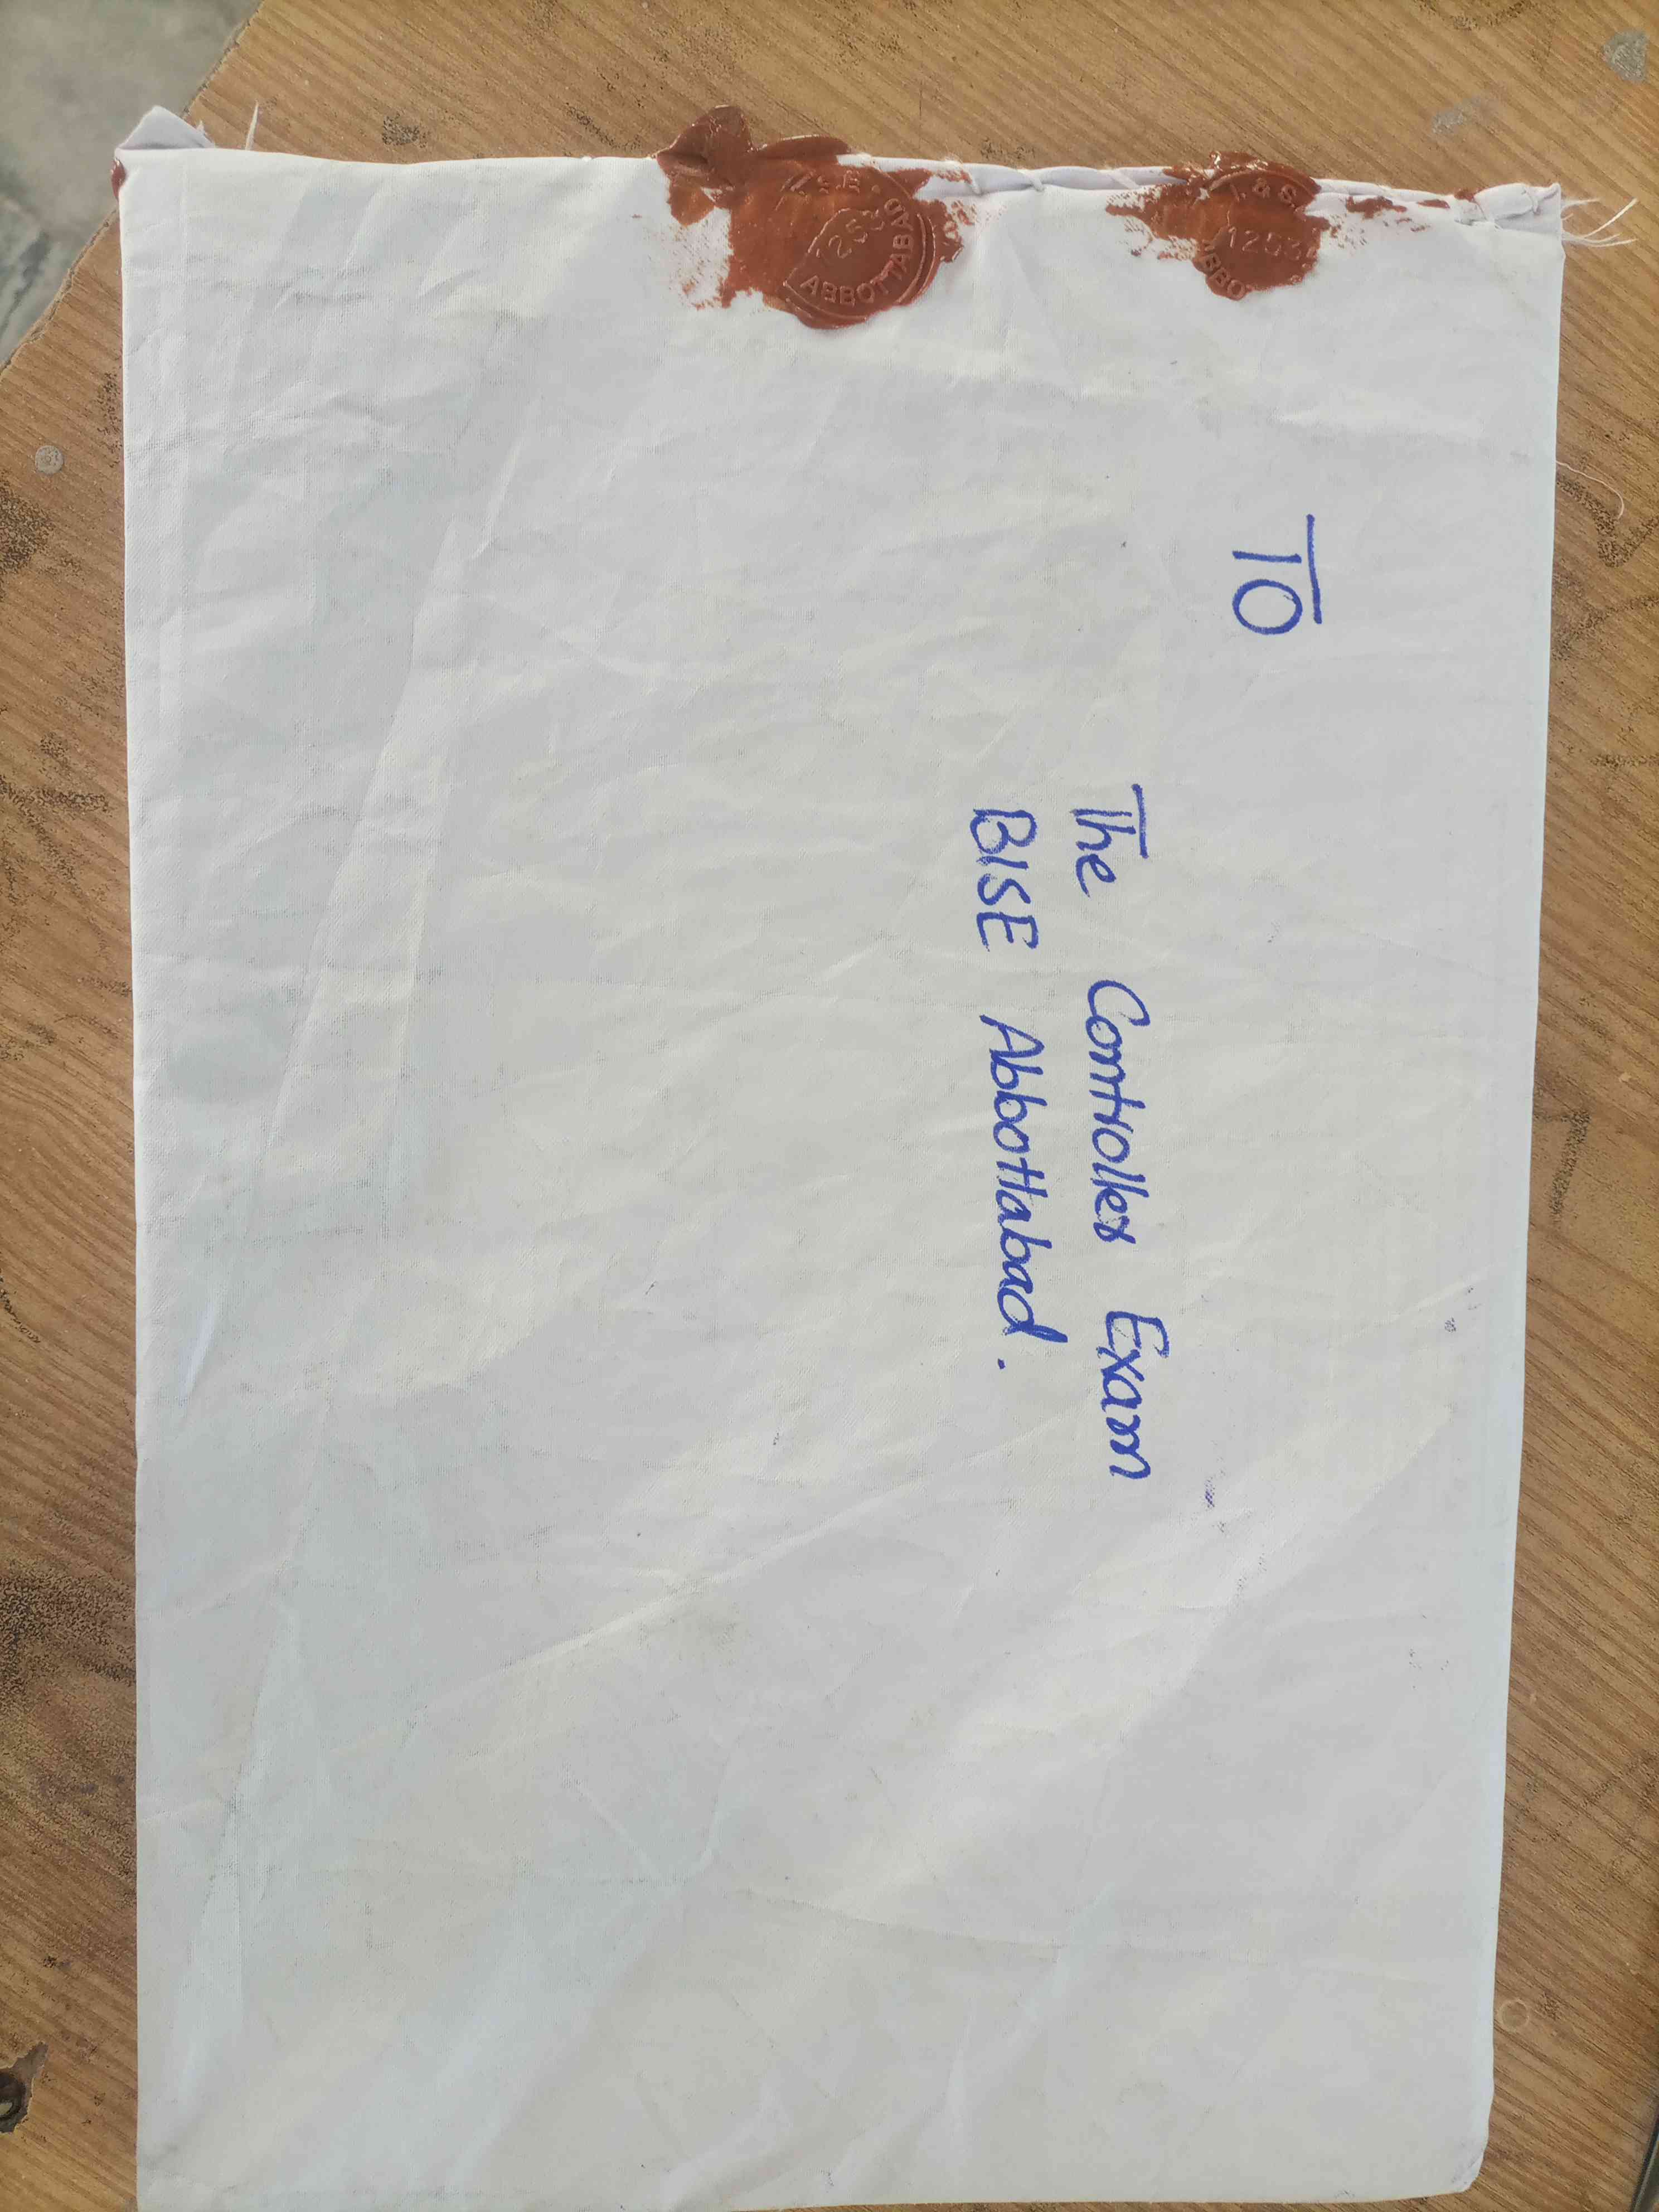 TO
The Controller Exam
BISE Abbottabad.
ABBOTTABAD
1253